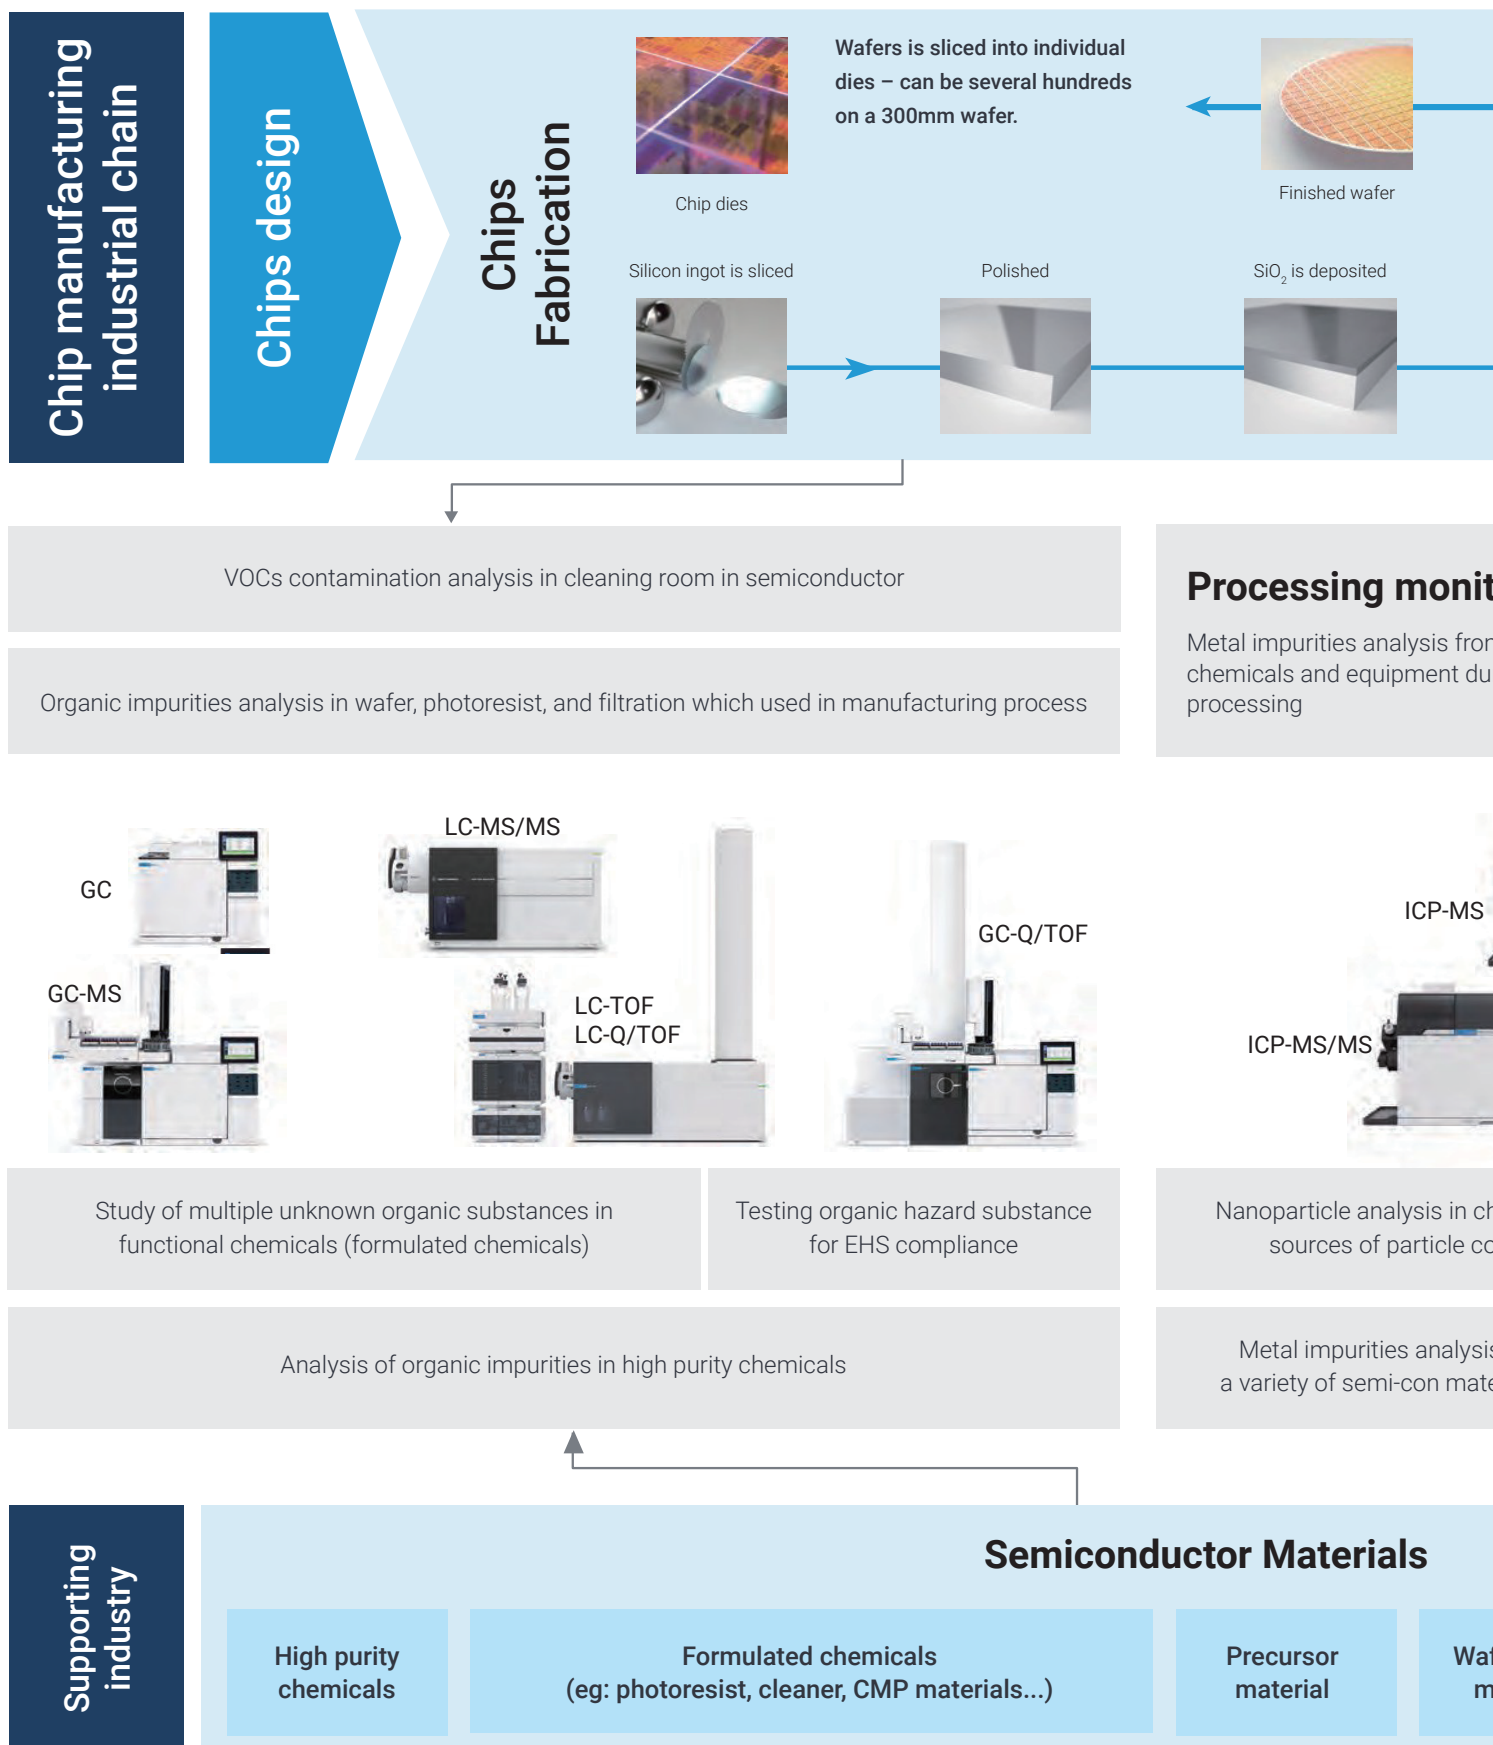 Chip manufacturing
industrial chain
Chips design
Chips
Fabrication
Chip dies
Wafers is sliced into individual
dies – can be several hundreds
on a 300mm wafer.
Finished wafer
Silicon ingot is sliced
Polished
SiO2 is deposited
VOCs contamination analysis in cleaning room in semiconductor
Organic impurities analysis in wafer, photoresist, and filtration which used in manufacturing process
Processing
Metal impurities analysis
chemicals and equipment
processing
GC
LC-MS/MS
GC-MS
LC-TOF
LC-Q/TOF
GC-Q/TOF
ICP-MS
ICP-MS/MS
Study of multiple unknown organic substances in
functional chemicals (formulated chemicals)
Testing organic hazard substance
for EHS compliance
Nanoparticle analysis in
sources of particle
Analysis of organic impurities in high purity chemicals
Metal impurities analysis
a variety of semi-con
Supporting
industry
Semiconductor Materials
High purity
chemicals
Formulated chemicals
(eg: photoresist, cleaner, CMP materials...)
Precursor
material